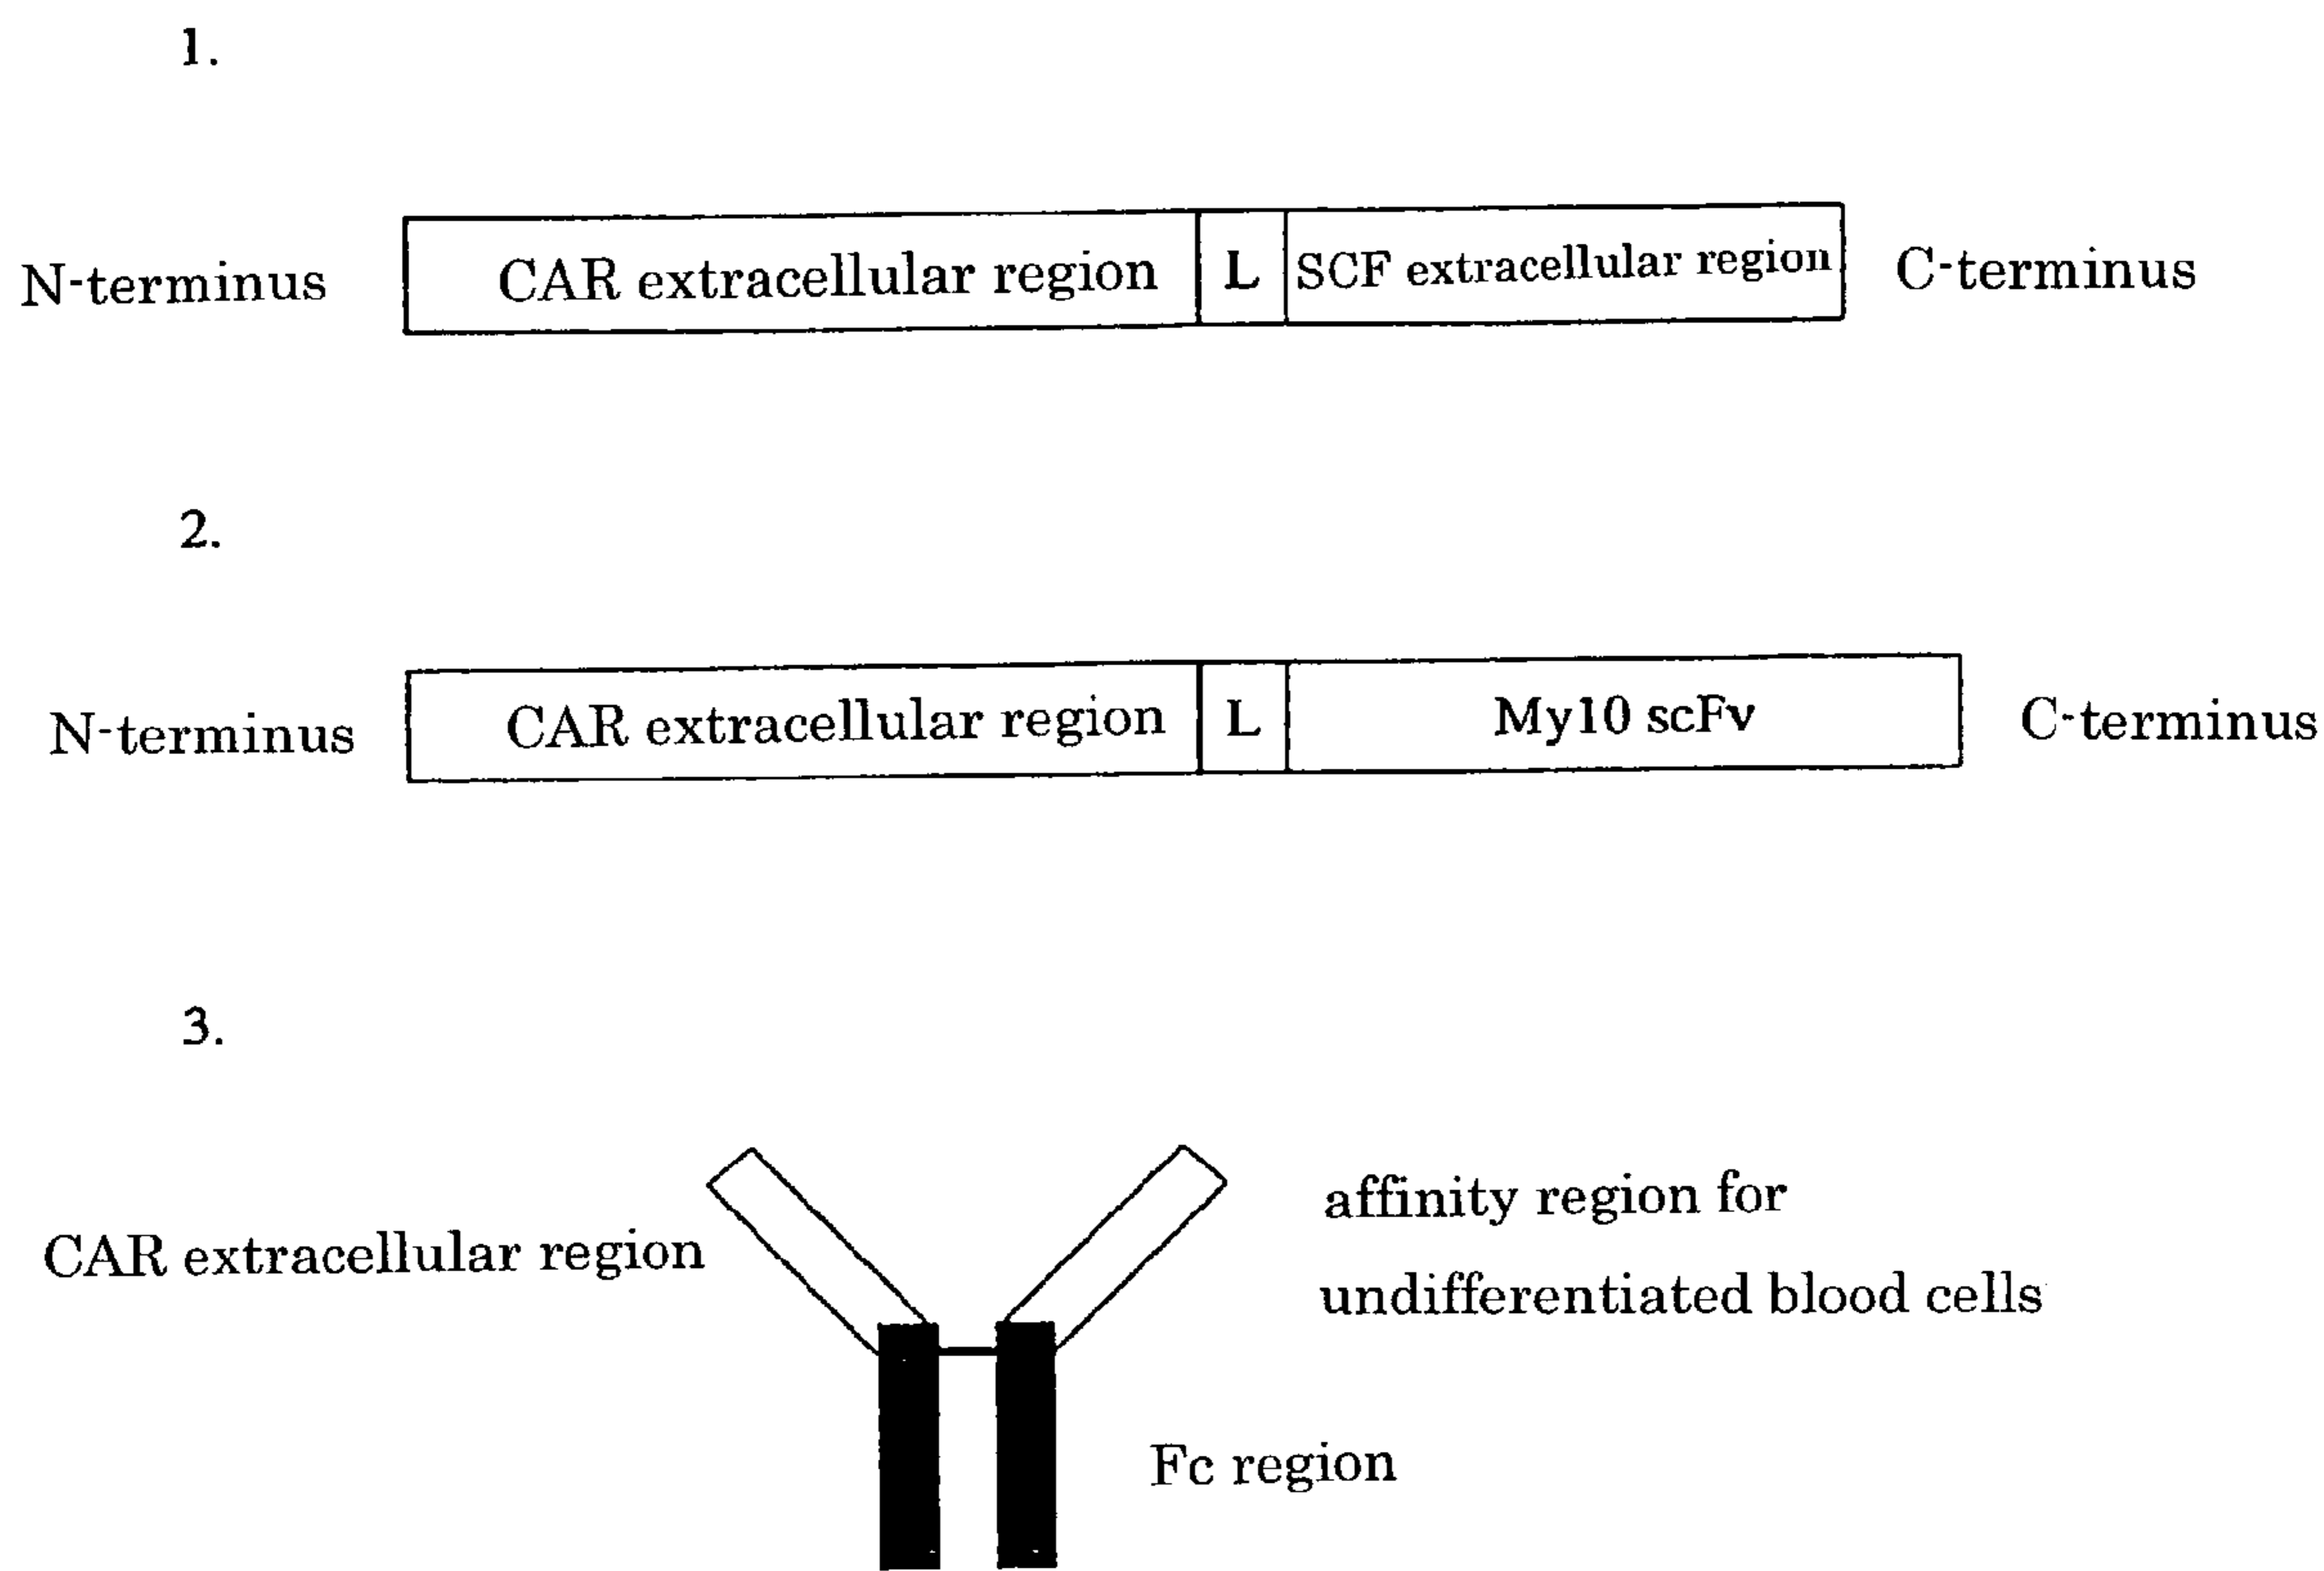 1.
N-terminus CAR extracellular region L SCF extracellular region C-terminus
2.
N-terminus CAR extracellular region L My10 scFv C-terminus
3.
affinity region for
CAR extracellular region
undifferentiated blood cells
Fc region